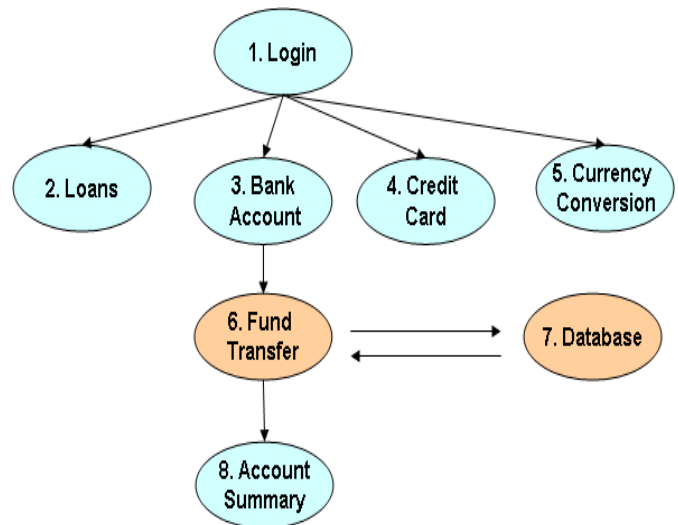 1. Login
2. Loans
3. Bank
Account
4. Credit
Card
5. Currency
Conversion
6. Fund
Transfer
7. Database
8. Account
Summary